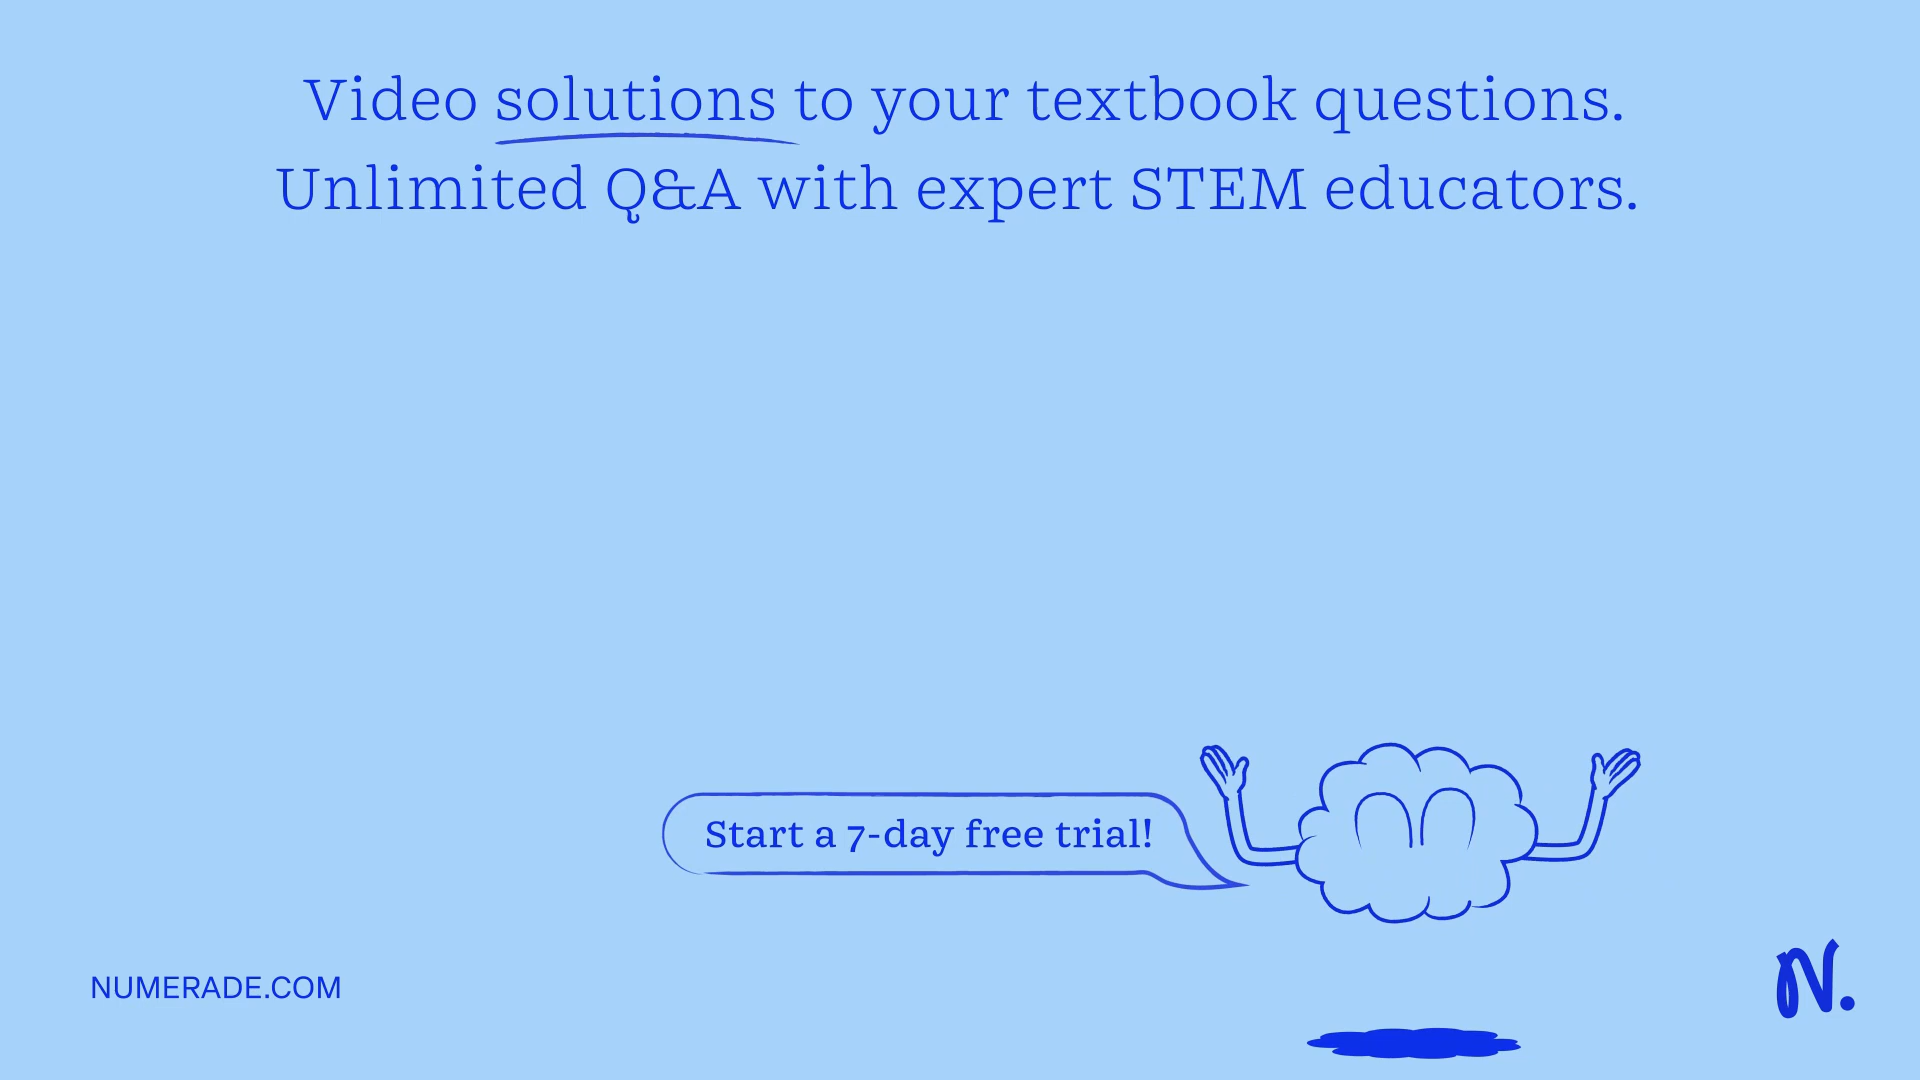 Video solutions to your textbook questions.
Unlimited Q&A with expert STEM educators.
Start a 7-day free trial!
NUMERADE.COM
N.